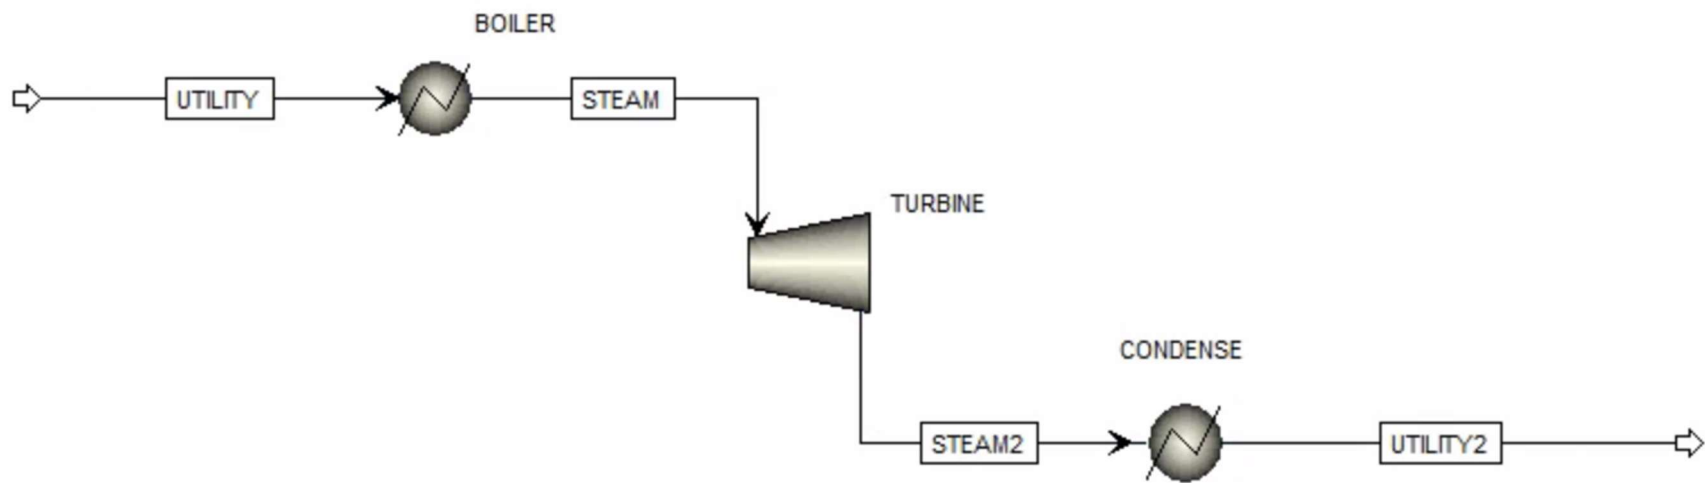 BOILER
UTILITY
STEAM
TURBINE
CONDENSE
STEAM2
UTILITY2